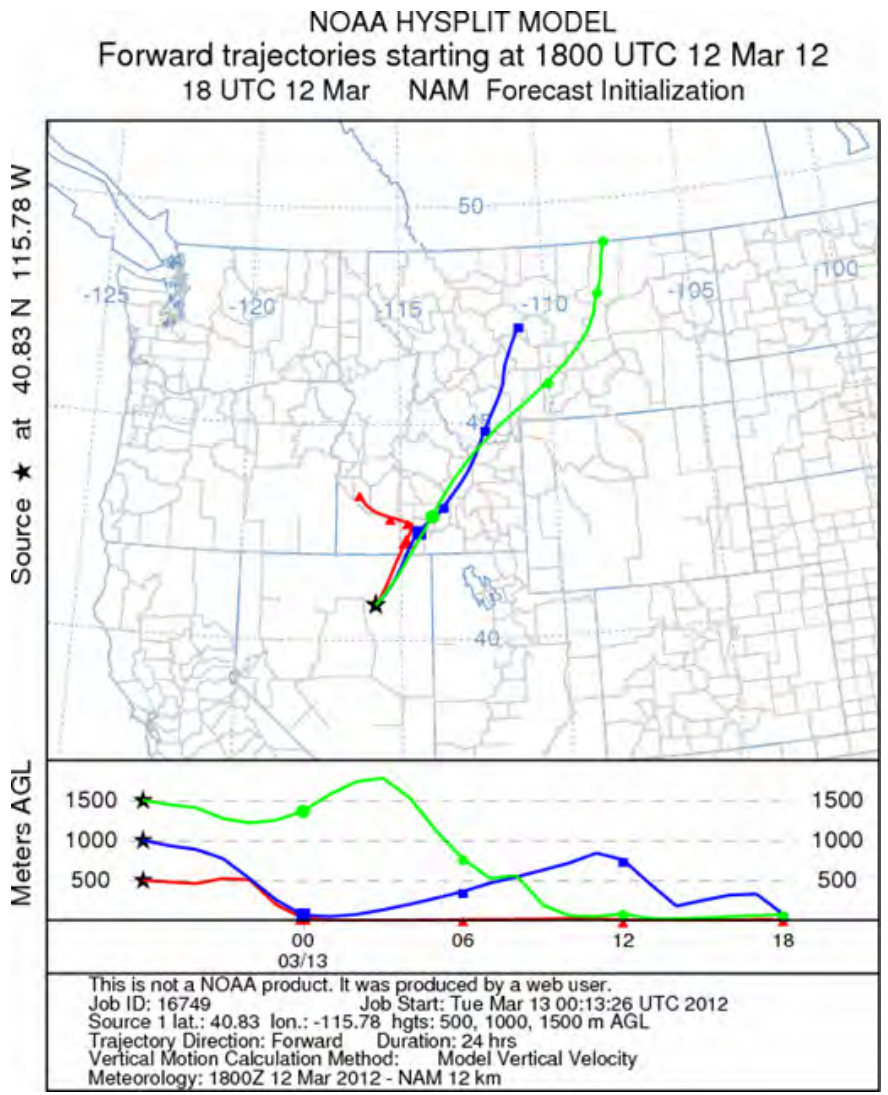 NOAA HYSPLIT MODEL
Forward trajectories starting at 1800 UTC 12 Mar 12
18 UTC 12 Mar NAM Forecast Initialization
Source ★ at 40.83 N 115.78 W
50
-125
-120
-115
-110
-105
-100
45
40
Meters AGL
1500 1500
1000 1000
500 500
00 06 12 18
03/13
This is not a NOAA product. It was produced by a web user.
Job ID: 16749 Job Start: Tue Mar 13 00:13:26 UTC 2012
Source 1 lat.: 40.83 lon.: -115.78 hgts: 500, 1000, 1500 m AGL
Trajectory Direction: Forward Duration: 24 hrs
Vertical Motion Calculation Method: Model Vertical Velocity
Meteorology: 1800Z 12 Mar 2012 - NAM 12 km